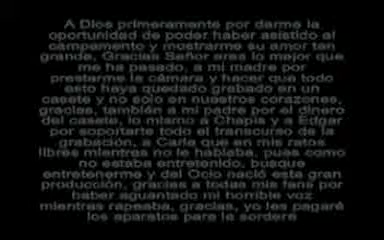 A Dios primeramente por darme la
oportunidad de poder haber asistido al
campamento y mostrarme su amor tan
grande, Gracias Señor eres lo mejor que
me ha pasado, a mi madre por
prestarme la cámara y hacer que todo
esto haya quedado grabado en un
casete y no solo en nuestros corazones,
gracias, también a mi padre por el dinero
del casete, lo mismo a Chapis y a Edgar
por soportarte todo el transcurso de la
grabación, a Carla que en mis ratos
libres mientras no le hablaba, pues como
no estaba entretenido, busque
entretenerme y del Ocio nació esta gran
producción, gracias a todas mis fans por
haber aguantado mi horrible voz
mientras rapeaba, gracias, yo les pagaré
los aparatos para la sordera